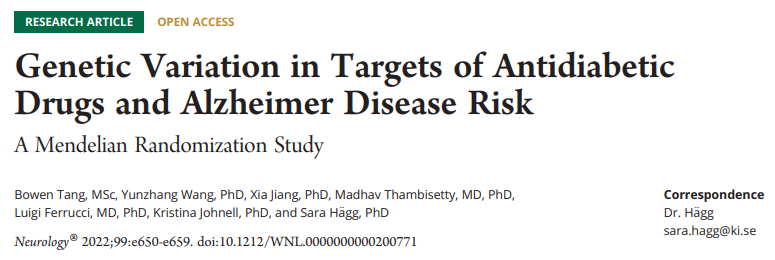 RESEARCH ARTICLE OPEN ACCESS
Genetic Variation in Targets of Antidiabetic
Drugs and Alzheimer Disease Risk
A Mendelian Randomization Study
Bowen Tang, MSc, Yunzhang Wang, PhD, Xia Jiang, PhD, Madhav Thambisetty, MD, PhD,
Luigi Ferrucci, MD, PhD, Kristina Johnell, PhD, and Sara Hägg, PhD
Neurology® 2022;99:e650-e659. doi:10.1212/WNL.0000000000200771
Correspondence
Dr. Hägg
sara.hagg@ki.se